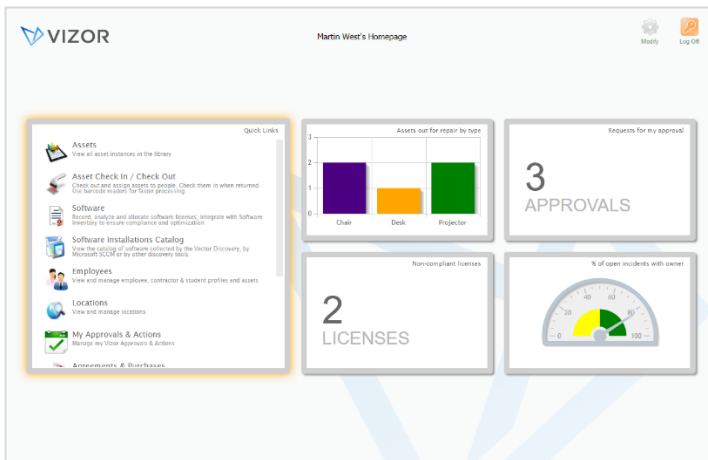 VIZOR
Martin West's Homepage
Modify
Log Off
Quick Links
Assets
View all asset instances in the library
Asset Check In / Check Out
Check out and assign assets to people. Check them in when returned.
Use barcode readers for faster processing.
Software
Record, analyze and allocate software licenses; integrate with Software
Inventory to ensure compliance and optimization
Software Installations Catalog
View the catalog of software collected by the Vector Discovery, by
Microsoft SCCM or by other discovery tools.
Employees
View and manage employee, contractor & student profiles and assets
Locations
View and manage locations
My Approvals & Actions
Manage my Vizor Approvals & Actions
Agreements & Purchases
Assets out for repair by type
3
2
1
0
Chair
Desk
Projector
Requests for my approval
3
APPROVALS
Non-compliant licenses
2
LICENSES
% of open incidents with owner
0
20
40
60
80
100